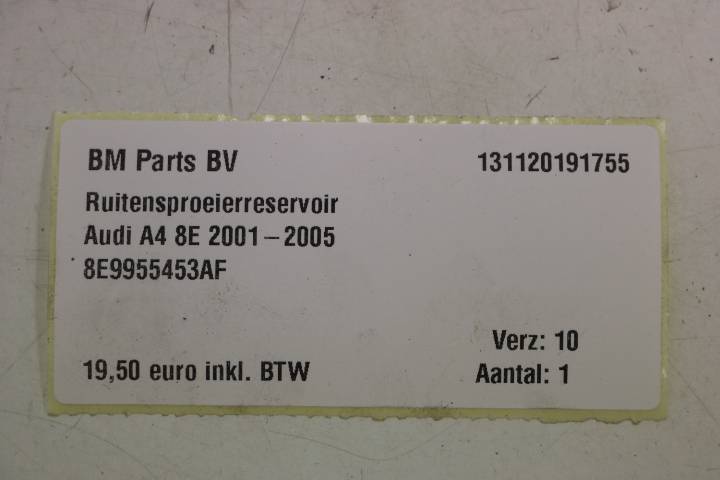 BM Parts BV 131120191755
Ruitensproeierreservoir
Audi A4 8E 2001-2005
8E9955453AF
Verz: 10
19,50 euro inkl. BTW Aantal: 1